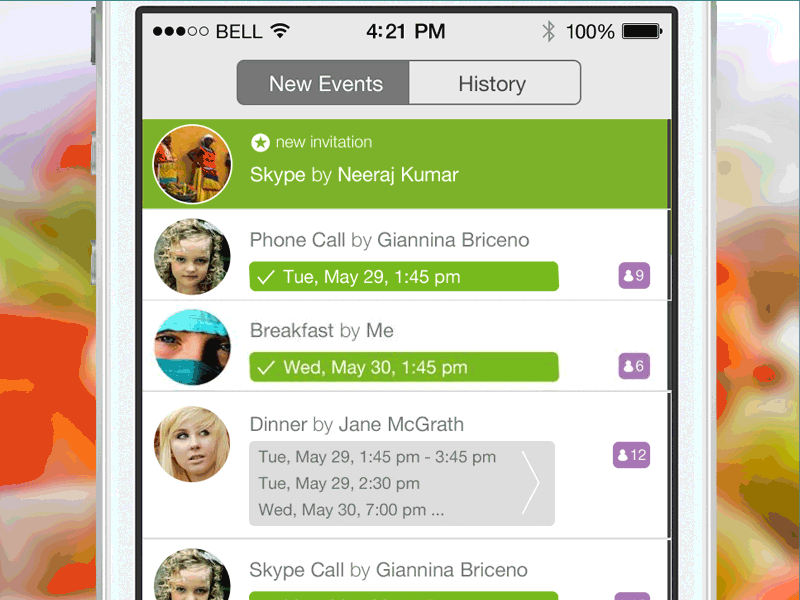 BELL 4:21 PM 100%
New Events History
new invitation
Skype by Neeraj Kumar
Phone Call by Giannina Briceno
Tue, May 29, 1:45 pm 9
Breakfast by Me
Wed, May 30, 1:45 pm 6
Dinner by Jane McGrath
Tue, May 29, 1:45 pm - 3:45 pm 12
Tue, May 29, 2:30 pm
Wed, May 30, 7:00 pm ...
Skype Call by Giannina Briceno